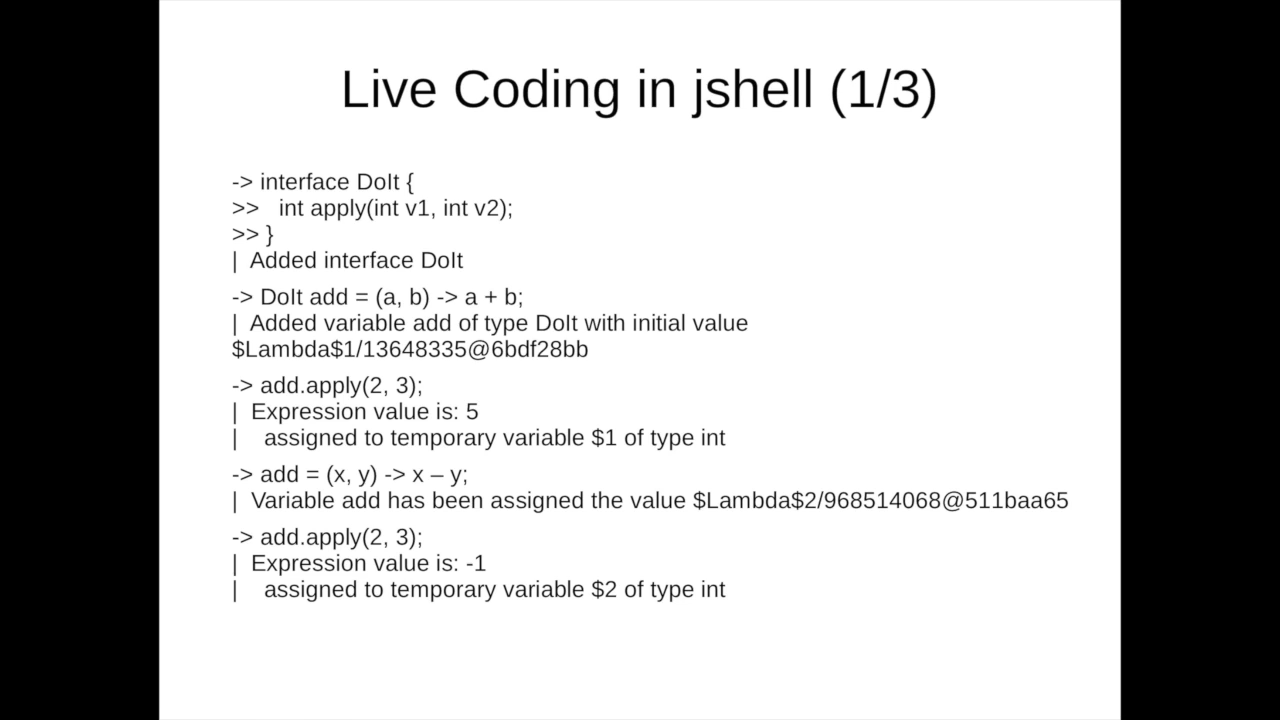 Live Coding in jshell (1/3)
-> interface DoIt {
>>   int apply(int v1, int v2);
>> }
|  Added interface DoIt
-> DoIt add = (a, b) -> a + b;
|  Added variable add of type DoIt with initial value
$Lambda$1/13648335@6bdf28bb
-> add.apply(2, 3);
|  Expression value is: 5
|    assigned to temporary variable $1 of type int
-> add = (x, y) -> x – y;
|  Variable add has been assigned the value $Lambda$2/968514068@511baa65
-> add.apply(2, 3);
|  Expression value is: -1
|    assigned to temporary variable $2 of type int